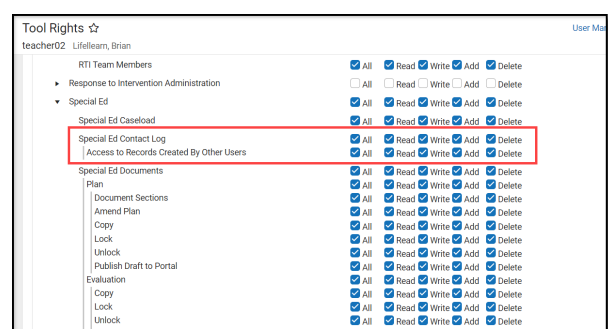 Tool Rights ☆ User Mar
teacher02 Lifellearn, Brian
RTI Team Members All Read Write Add Delete
Response to Intervention Administration All Read Write Add Delete
Special Ed All Read Write Add Delete
Special Ed Caseload All Read Write Add Delete
Special Ed Contact Log All Read Write Add Delete
Access to Records Created By Other Users All Read Write Add Delete
Special Ed Documents All Read Write Add Delete
Plan All Read Write Add Delete
Document Sections All Read Write Add Delete
Amend Plan All Read Write Add Delete
Copy All Read Write Add Delete
Lock All Read Write Add Delete
Unlock All Read Write Add Delete
Publish Draft to Portal All Read Write Add Delete
Evaluation All Read Write Add Delete
Copy All Read Write Add Delete
Lock All Read Write Add Delete
Unlock All Read Write Add Delete